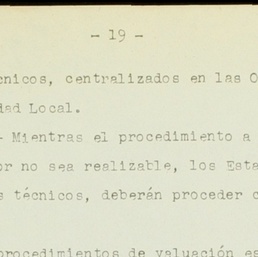 - 19 -
cnicos, centralizados en las O
dad Local.
- Mientras el procedimiento a
or no sea realizable, los Esta
s técnicos, deberán proceder c
procedimientos de valuación es